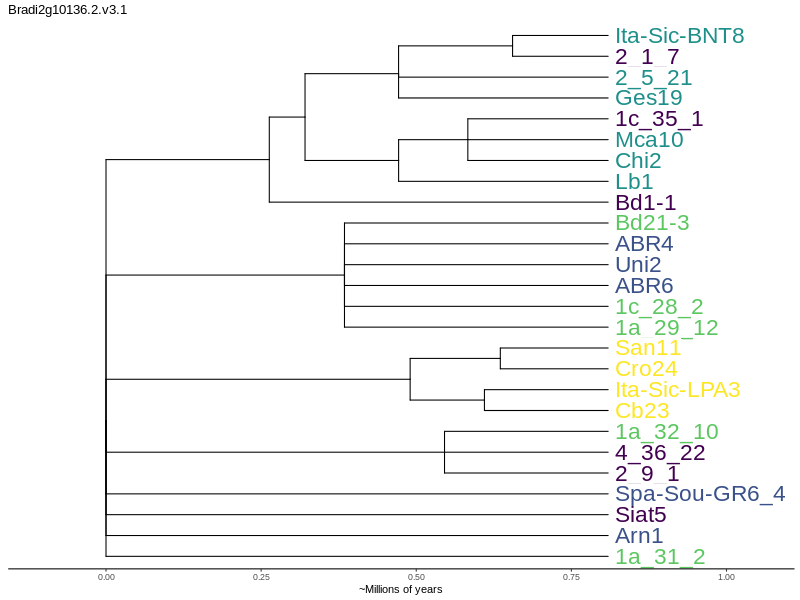 Bradi2g10136.2.v3.1
Ita-Sic-BNT8
2_1_7
2_5_21
Ges19
1c_35_1
Mca10
Chi2
Lb1
Bd1-1
Bd21-3
ABR4
Uni2
ABR6
1c_28_2
1a_29_12
San11
Cro24
Ita-Sic-LPA3
Cb23
1a_32_10
4_36_22
2_9_1
Spa-Sou-GR6_4
Siat5
Arn1
1a_31_2
0.00 0.25 0.50 0.75 1.00
~Millions of years